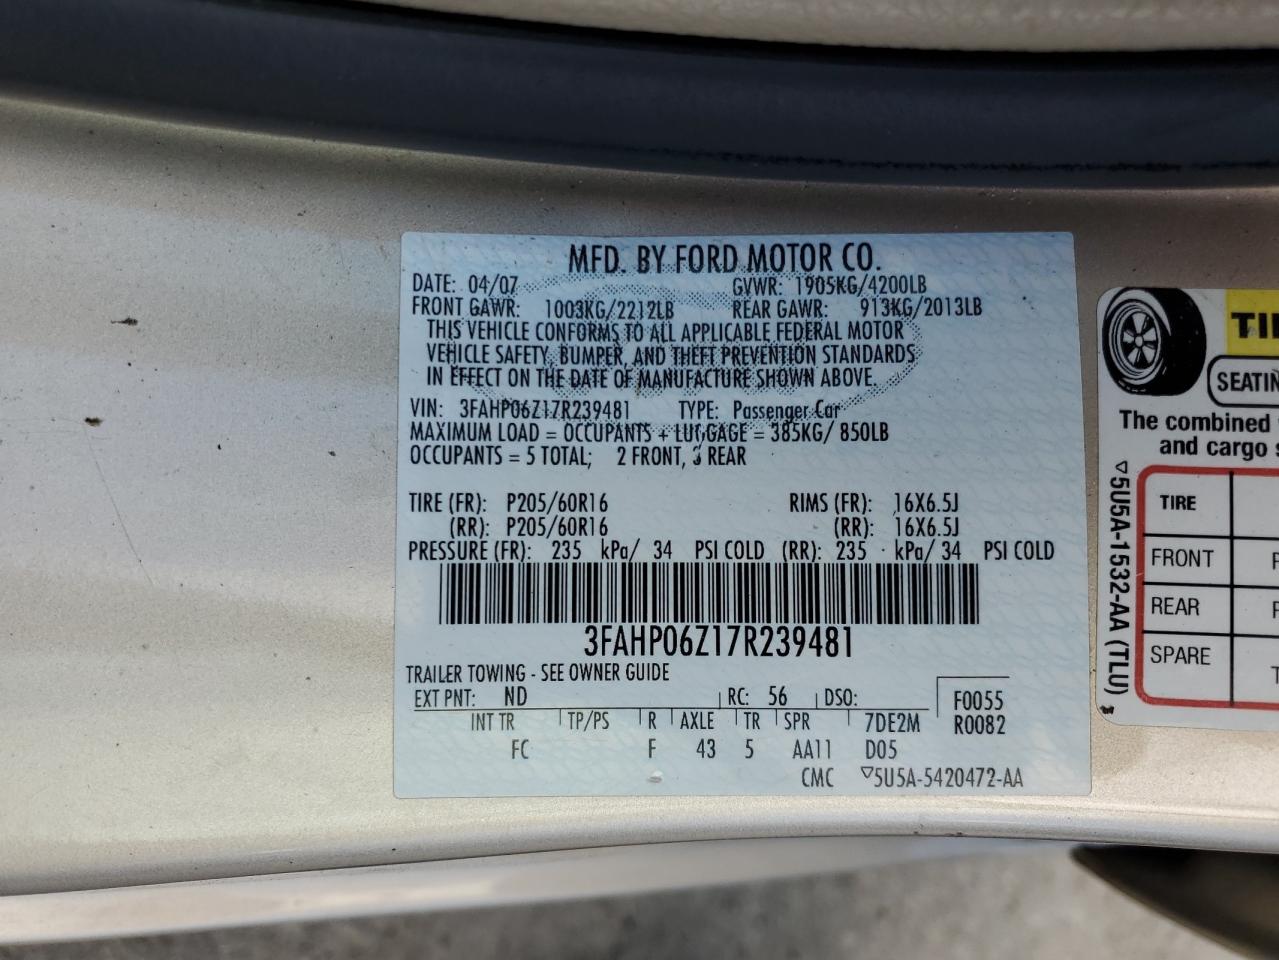 MFD. BY FORD MOTOR CO.
DATE: 04/07 GVWR: 1905KG/4200LB
FRONT GAWR: 1003KG/2212LB REAR GAWR: 913KG/2013LB
THIS VEHICLE CONFORMS TO ALL APPLICABLE FEDERAL MOTOR
VEHICLE SAFETY, BUMPER, AND THEFT PREVENTION STANDARDS
IN EFFECT ON THE DATE OF MANUFACTURE SHOWN ABOVE.
VIN: 3FAHP06Z17R239481 TYPE: Passenger Car
MAXIMUM LOAD = OCCUPANTS + LUGGAGE = 385KG/ 850LB
OCCUPANTS = 5 TOTAL; 2 FRONT, 3 REAR
TIRE (FR): P205/60R16 RIMS (FR): 16X6.5J
(RR): P205/60R16 (RR): 16X6.5J
PRESSURE (FR): 235 kPa/ 34 PSI COLD (RR): 235 kPa/ 34 PSI COLD
3FAHP06Z17R239481
TRAILER TOWING - SEE OWNER GUIDE
EXT PNT: ND RC: 56 DSO: F0055
INT TR TP/PS R AXLE TR SPR 7DE2M R0082
FC F 43 5 AA11 D05
CMC ▽5U5A-5420472-AA
TI
SEATIN
The combined
and cargo
▽5U5A-1532-AA (TLU)
TIRE
FRONT
REAR
SPARE